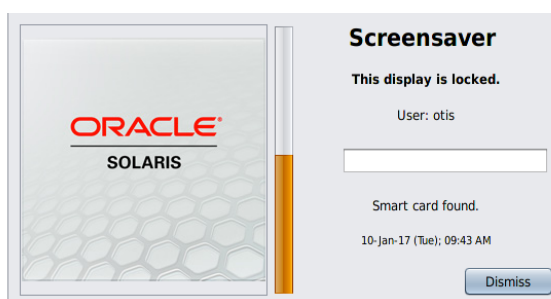 ORACLE®
SOLARIS
Screensaver
This display is locked.
User: otis
Smart card found.
10-Jan-17 (Tue); 09:43 AM
Dismiss